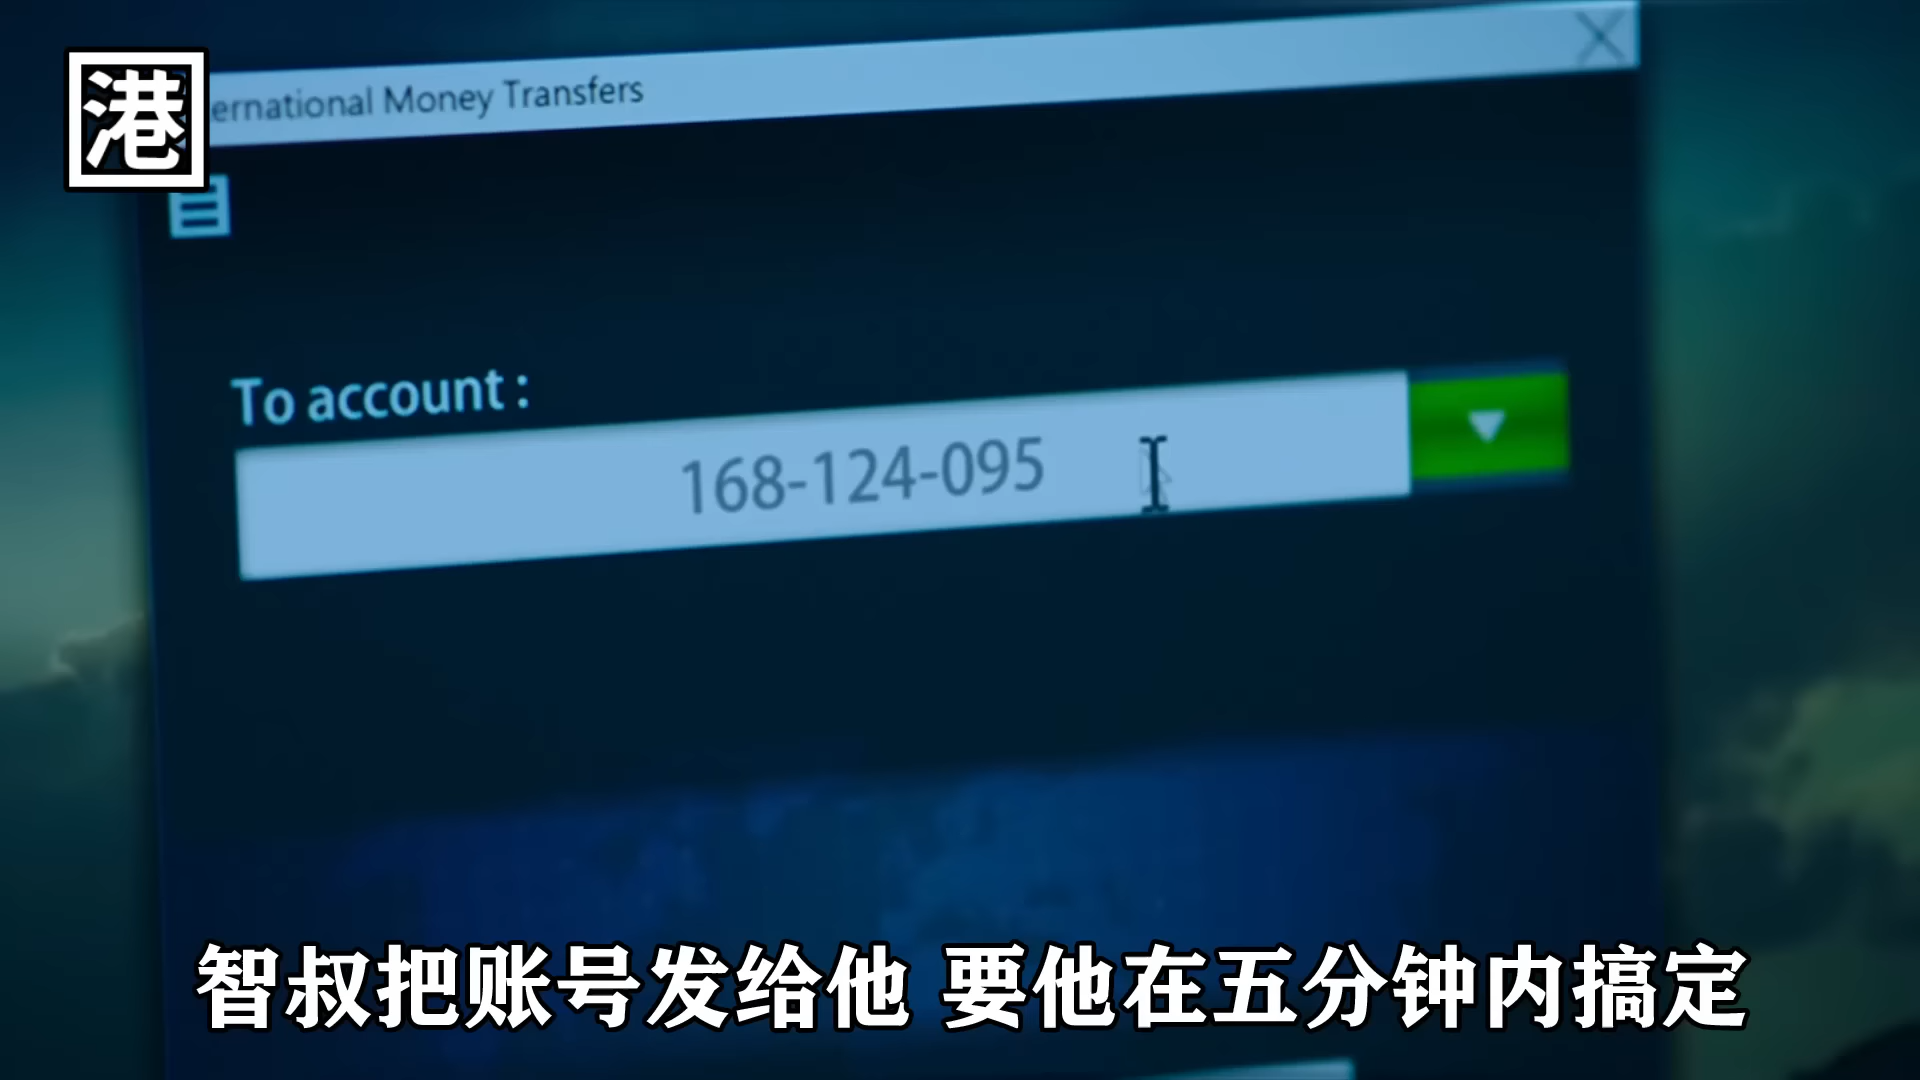 港
ernational Money Transfers
To account :
168-124-095
智叔把账号发给他 要他在五分钟内搞定